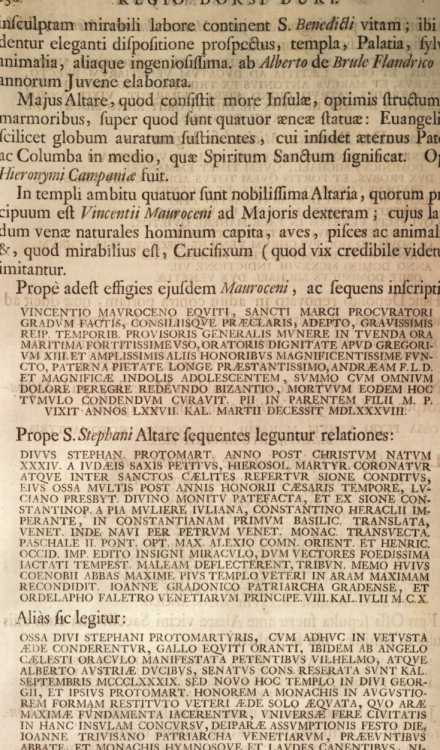 REGIO DORSI DURI.
insculptam mirabili labore continent S. Benedicti vitam; ibi
dentur eleganti dispositione prospectus, templa, Palatia, sylv
animalia, aliaque ingeniosissima. ab Alberto de Brule Flandrico
annorum Juvene elaborata.
Majus Altare, quod consistit more Insulæ, optimis structum
marmoribus, super quod sunt quatuor æneæ statuæ: Euangeli
scilicet globum auratum sustinentes, cui insidet æternus Pate
ac Columba in medio, quæ Spiritum Sanctum significat. Op
Hieronymi Campaniæ fuit.
In templi ambitu quatuor sunt nobilissima Altaria, quorum pr
cipuum est Vincentii Mauroceni ad Majoris dexteram; cujus la
dum venæ naturales hominum capita, aves, pisces ac animal
&, quod mirabilius est, Crucifixum (quod vix credibile videtu
imitantur.
Prope adest effigies ejusdem Mauroceni, ac sequens inscripti
VINCENTIO MAVROCENO EQVITI, SANCTI MARCI PROCVRATORI
GRADVM FACTIS, CONSILIISQVE PRÆCLARIS, ADEPTO, GRAVISSIMIS
REIP. TEMPORIB. PROVISORIS GENERALIS MVNERE IN TVENDA ORA
MARITIMA FORTITISSIME VSO, ORATORIS DIGNITATE APVD GREGORI-
VM XIII. ET AMPLISSIMIS ALIIS HONORIBVS MAGNIFICENTISSIME FVN-
CTO, PATERNA PIETATE LONGE PRÆSTANTISSIMO, ANDRÆAM F. L. D.
ET MAGNIFICÆ INDOLIS ADOLESCENTEM, SVMMO CVM OMNIVM
DOLORE PEREGRE REDEVNDO BIZANTIO, MORTVVM EODEM HOC
TVMVLO CONDENDVM CVRAVIT. PII IN PARENTEM FILII M. P.
VIXIT ANNOS LXXVII. KAL. MARTII DECESSIT MDLXXXVIII.
Prope S. Stephani Altare sequentes leguntur relationes:
DIVVS STEPHAN. PROTOMART. ANNO POST CHRISTVM NATVM
XXXIV. A IVDÆIS SAXIS PETITVS, HIEROSOL. MARTYR. CORONATVR
ATQVE INTER SANCTOS CÆLITES REFERTVR SIONE CONDITVS,
EIVS OSSA MVLTIS POST ANNIS HONORII CÆSARIS TEMPORE, LV-
CIANO PRESBYT. DIVINO MONITV PATEFACTA, ET EX SIONE CON-
STANTINOP. A PIA MVLIERE IVLIANA, CONSTANTINO HERACLII IM-
PERANTE, IN CONSTANTIANAM PRIMVM BASILIC. TRANSLATA,
VENET. INDE NAVI PER PETRVM VENET. MONAC. TRANSVECTA.
PASCHALE II. PONT. OPT. MAX. ALEXIO COMN. ORIENT. ET HENRIC.
OCCID. IMP. EDITO INSIGNI MIRACVLO, DVM VECTORES FOEDISSIMA
IACTATI TEMPEST. MALEAM DEFLECTERENT, TRIBVN. MEMO HVIVS
COENOBII ABBAS MAXIME PIVS TEMPLO VETERI IN ARAM MAXIMAM
RECONDIDIT. IOANNE GRADONICO PATRIARCHA GRADENSE, ET
ORDELAPHO FALETRO VENETIARVM PRINCIPE. VIII. KAL. IVLII M.C.X.
Alias sic legitur:
OSSA DIVI STEPHANI PROTOMARTYRIS, CVM ADHVC IN VETVSTA
ÆDE CONDERENTVR, GALLO EQVITI ORANTI, IBIDEM AB ANGELO
CÆLESTI ORACVLO MANIFESTATA PETENTIBVS VILHELMO, ATQVE
ALBERTO AVSTRIÆ DVCIBVS, SENATVS CONS. RESERATA SVNT KAL.
SEPTEMBRIS MCCCLXXXIX. SED NOVO HOC TEMPLO IN DIVI GEOR-
GII, ET IPSIVS PROTOMART. HONOREM A MONACHIS IN AVGVSTIO-
REM FORMAM RESTITVTO VETERI ÆDE SOLO ÆQVATA, QVO ARÆ
MAXIMÆ FVNDAMENTA IACERENTVR, VNIVERSÆ FERE CIVITATIS
IN HANC INSVLAM CONCVRSV, DEIPARÆ ASSVMPTIONIS FESTO DIE,
IOANNE TRIVISANO PATRIARCHA VENETIARVM, PRÆEVNTIBVS
ABBATE, ET MONACHIS HYMNOSQVE ET LAVDES CANENTIBVS,